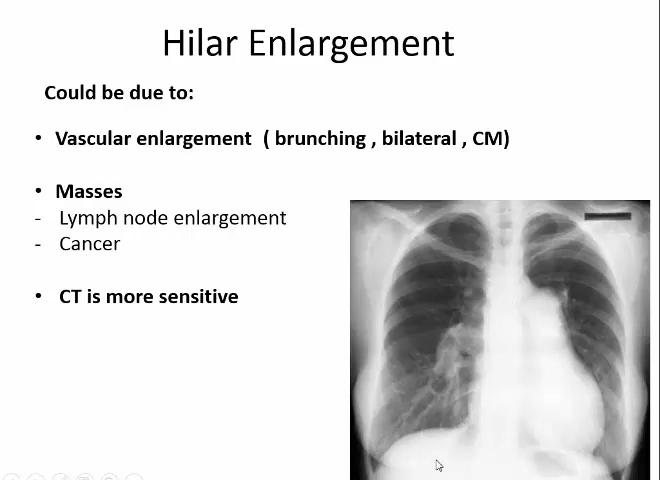 Hilar Enlargement
Could be due to:
• Vascular enlargement ( brunching , bilateral , CM)
• Masses
- Lymph node enlargement
- Cancer
• CT is more sensitive